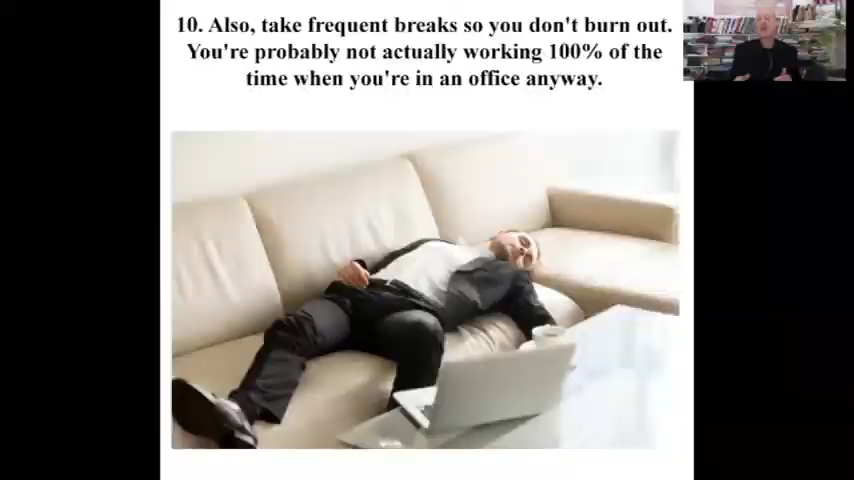 10. Also, take frequent breaks so you don't burn out.
You're probably not actually working 100% of the
time when you're in an office anyway.